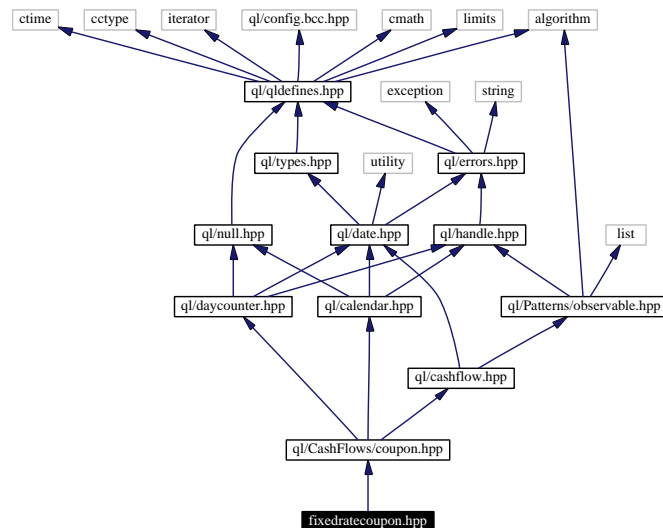 ctime
cctype
iterator
ql/config.bcc.hpp
cmath
limits
algorithm
ql/qldefines.hpp
exception
string
ql/types.hpp
utility
ql/errors.hpp
ql/null.hpp
ql/date.hpp
ql/handle.hpp
list
ql/daycounter.hpp
ql/calendar.hpp
ql/Patterns/observable.hpp
ql/cashflow.hpp
ql/CashFlows/coupon.hpp
fixedratecoupon.hpp